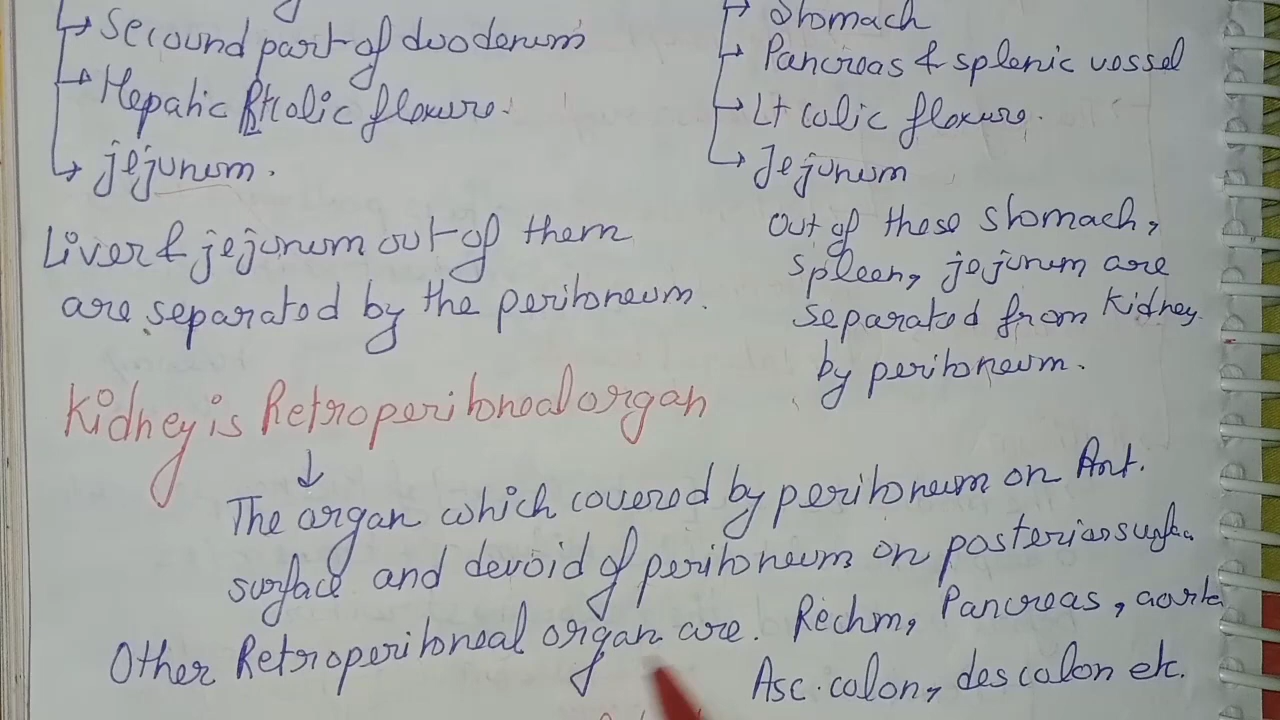 Secound part of duodenum
Hepatic Rt colic flexure.
jejunum.
Liver & jejunum out of them
are separated by the peritoneum.
Stomach
Pancreas & splenic vessel
Lt colic flexure.
Jejunum
Out of these stomach,
spleen, jejunum are
separated from Kidney
by peritoneum.
Kidney is Retroperitoneal organ
↓
The organ which covered by peritoneum on Ant.
surface and devoid of peritoneum on posterior surface
Other Retroperitoneal organ are. Rectum, Pancreas, aorta
Asc. colon, des colon etc.